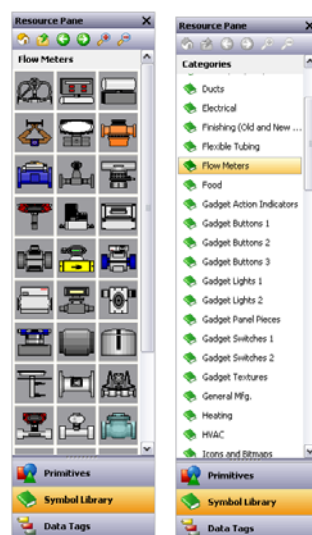 Resource Pane
Flow Meters
Primitives
Symbol Library
Data Tags
Resource Pane
Categories
Ducts
Electrical
Finishing (Old and New ...
Flexible Tubing
Flow Meters
Food
Gadget Action Indicators
Gadget Buttons 1
Gadget Buttons 2
Gadget Buttons 3
Gadget Lights 1
Gadget Lights 2
Gadget Panel Pieces
Gadget Switches 1
Gadget Switches 2
Gadget Textures
General Mfg.
Heating
HVAC
Icons and Bitmaps
Primitives
Symbol Library
Data Tags